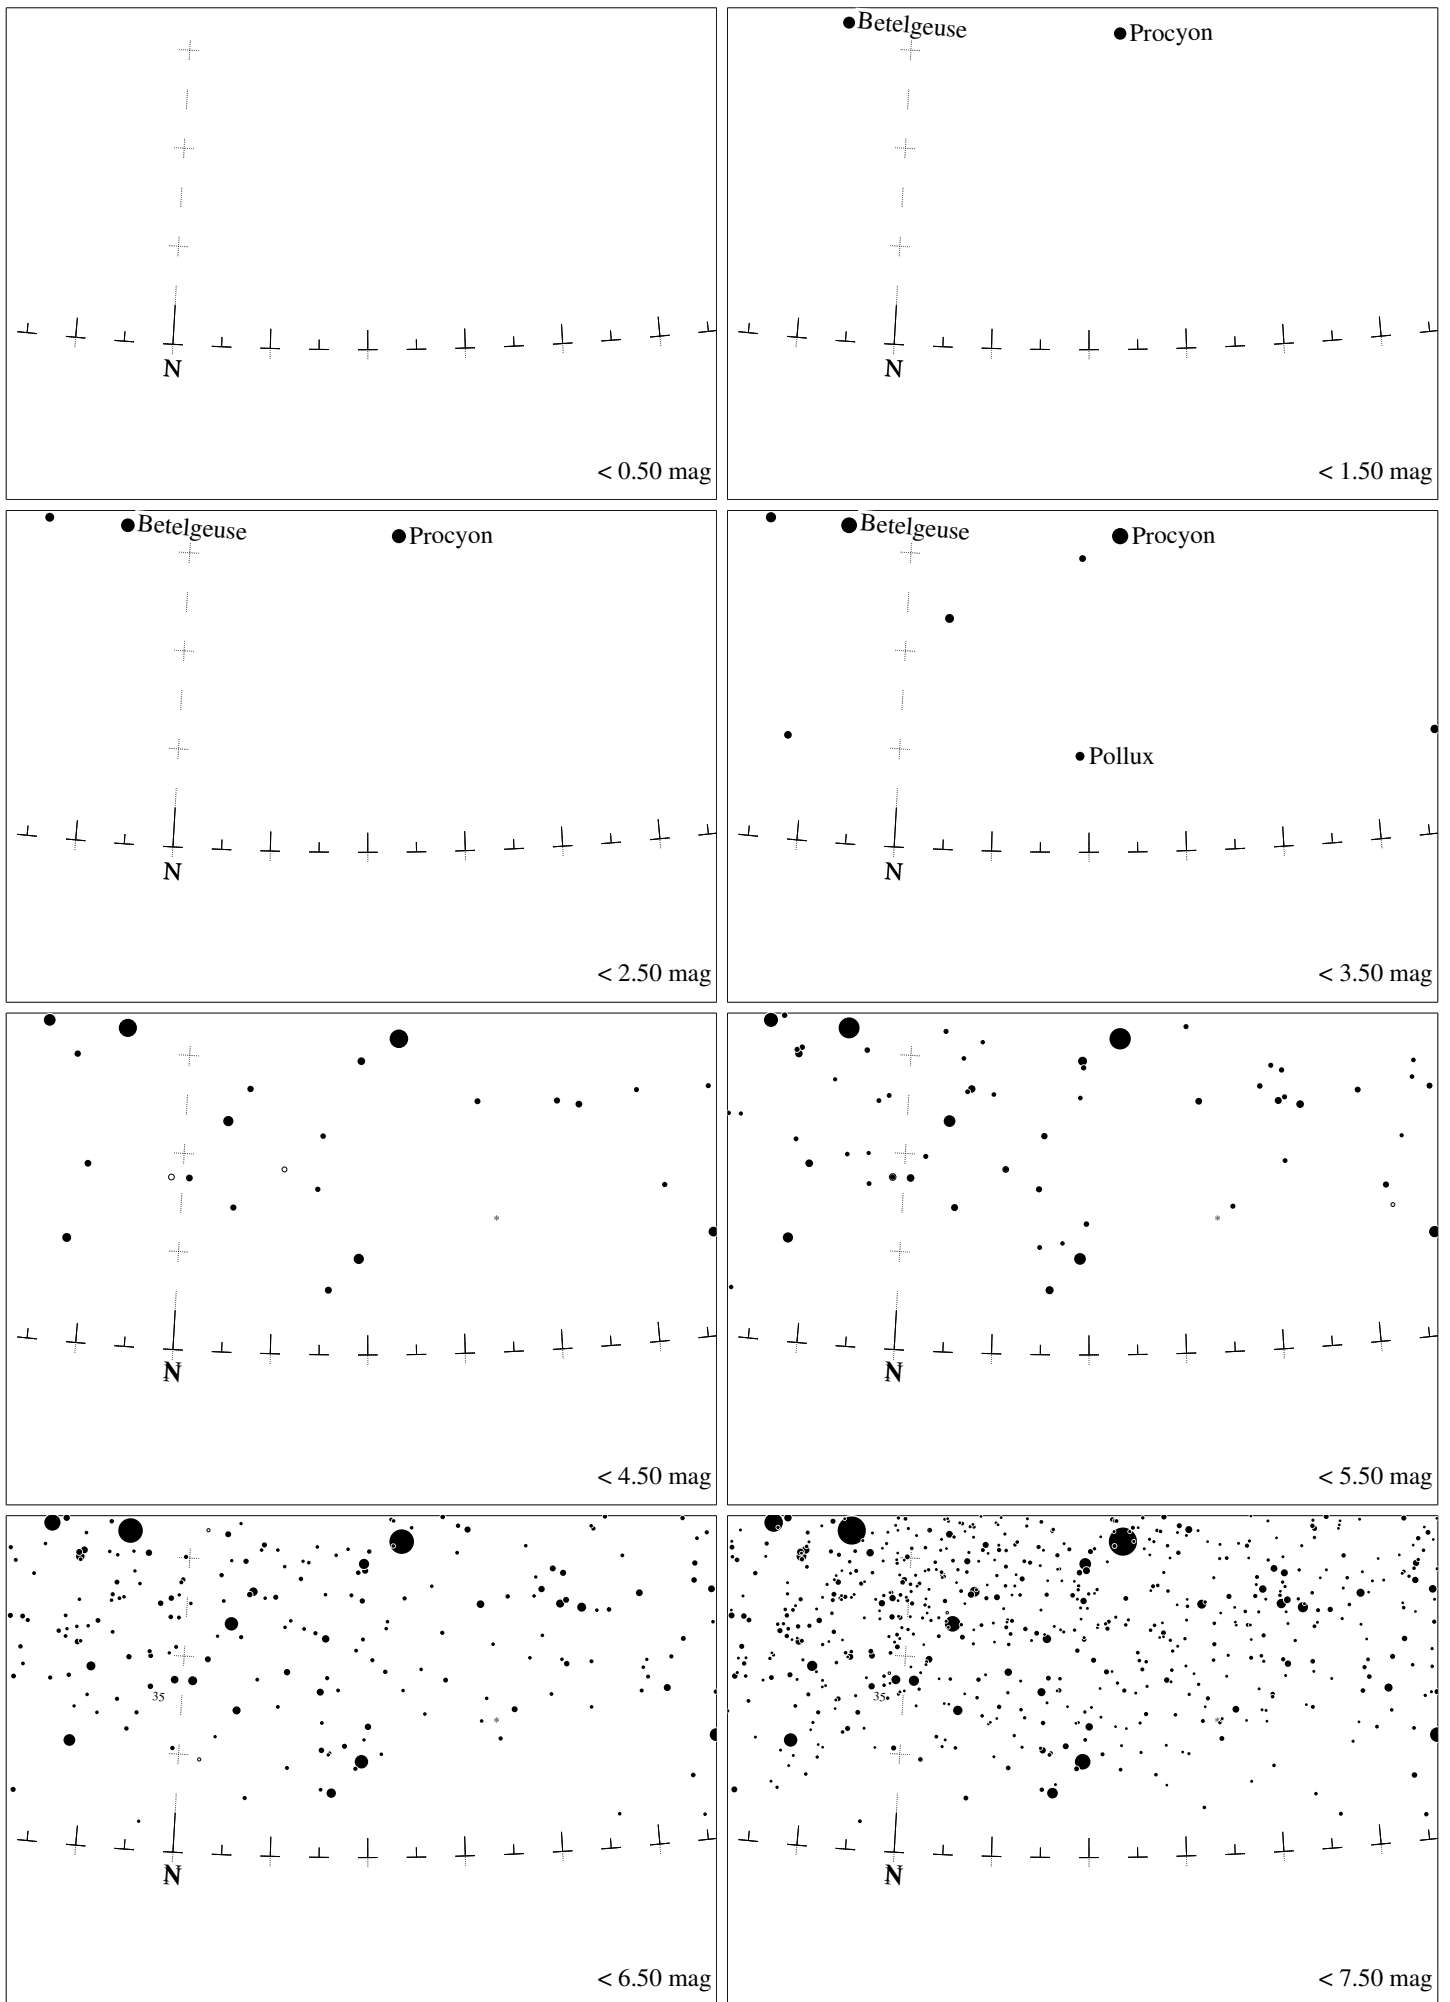 N
< 0.50 mag
Betelgeuse
Procyon
N
< 1.50 mag
Betelgeuse
Procyon
N
< 2.50 mag
Betelgeuse
Procyon
Pollux
N
< 3.50 mag
N
< 4.50 mag
N
< 5.50 mag
35
N
< 6.50 mag
35
N
< 7.50 mag